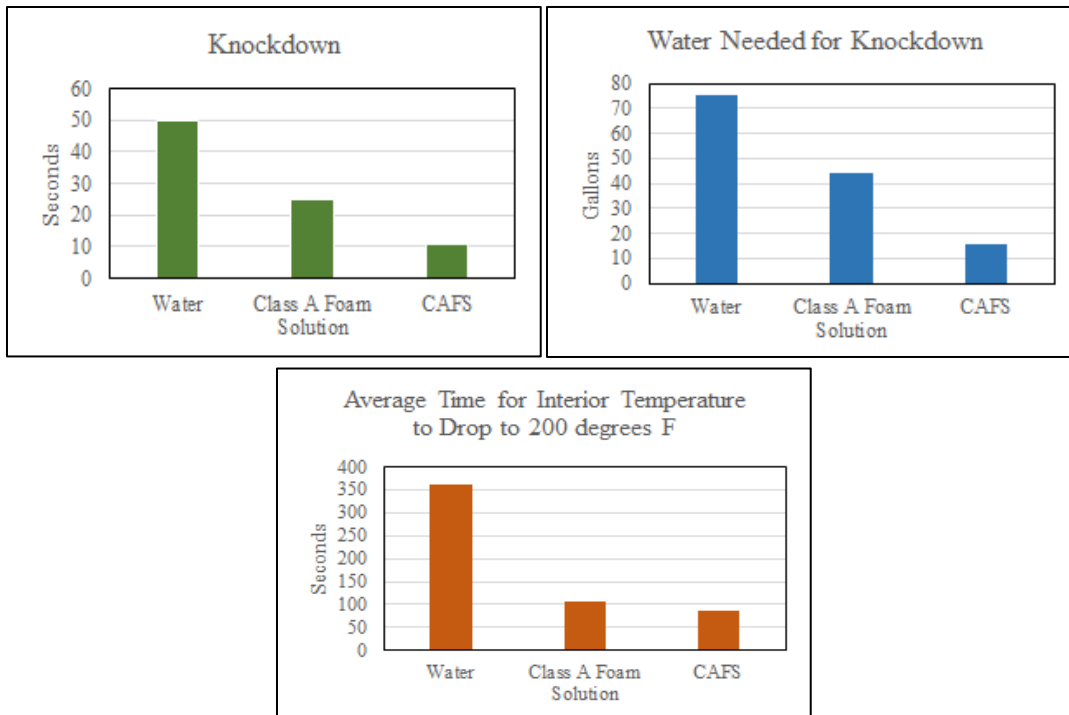 Knockdown
60
50
40
30
20
10
0
Seconds
Water
Class A Foam
Solution
CAFS
Water Needed for Knockdown
80
70
60
50
40
30
20
10
0
Gallons
Water
Class A Foam
Solution
CAFS
Average Time for Interior Temperature
to Drop to 200 degrees F
400
350
300
250
200
150
100
50
0
Seconds
Water
Class A Foam
Solution
CAFS